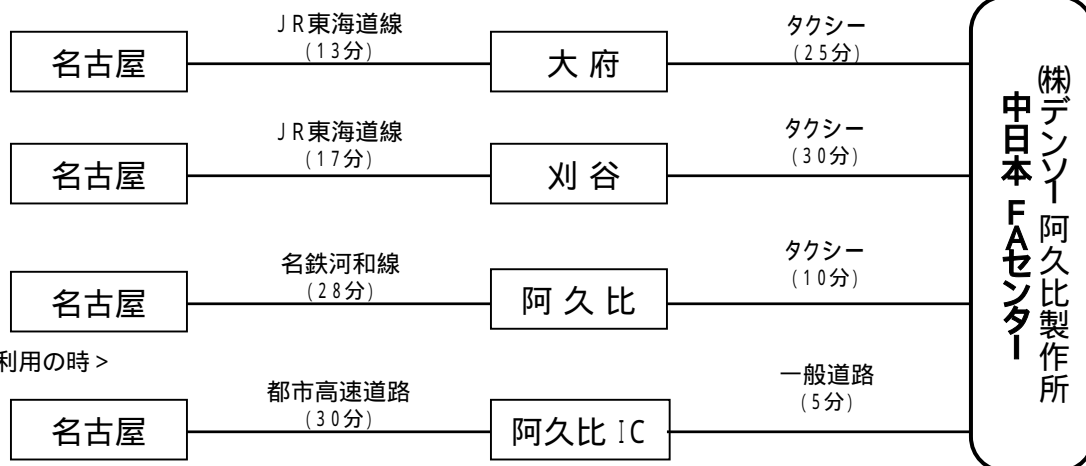 JR東海道線
(13分)
タクシー
(25分)
名古屋
大府
JR東海道線
(17分)
タクシー
(30分)
名古屋
刈谷
名鉄河和線
(28分)
タクシー
(10分)
名古屋
阿久比
利用の時>
都市高速道路
(30分)
一般道路
(5分)
名古屋
阿久比IC
㈱デンソー阿久比製作所
中日本 FAセンター